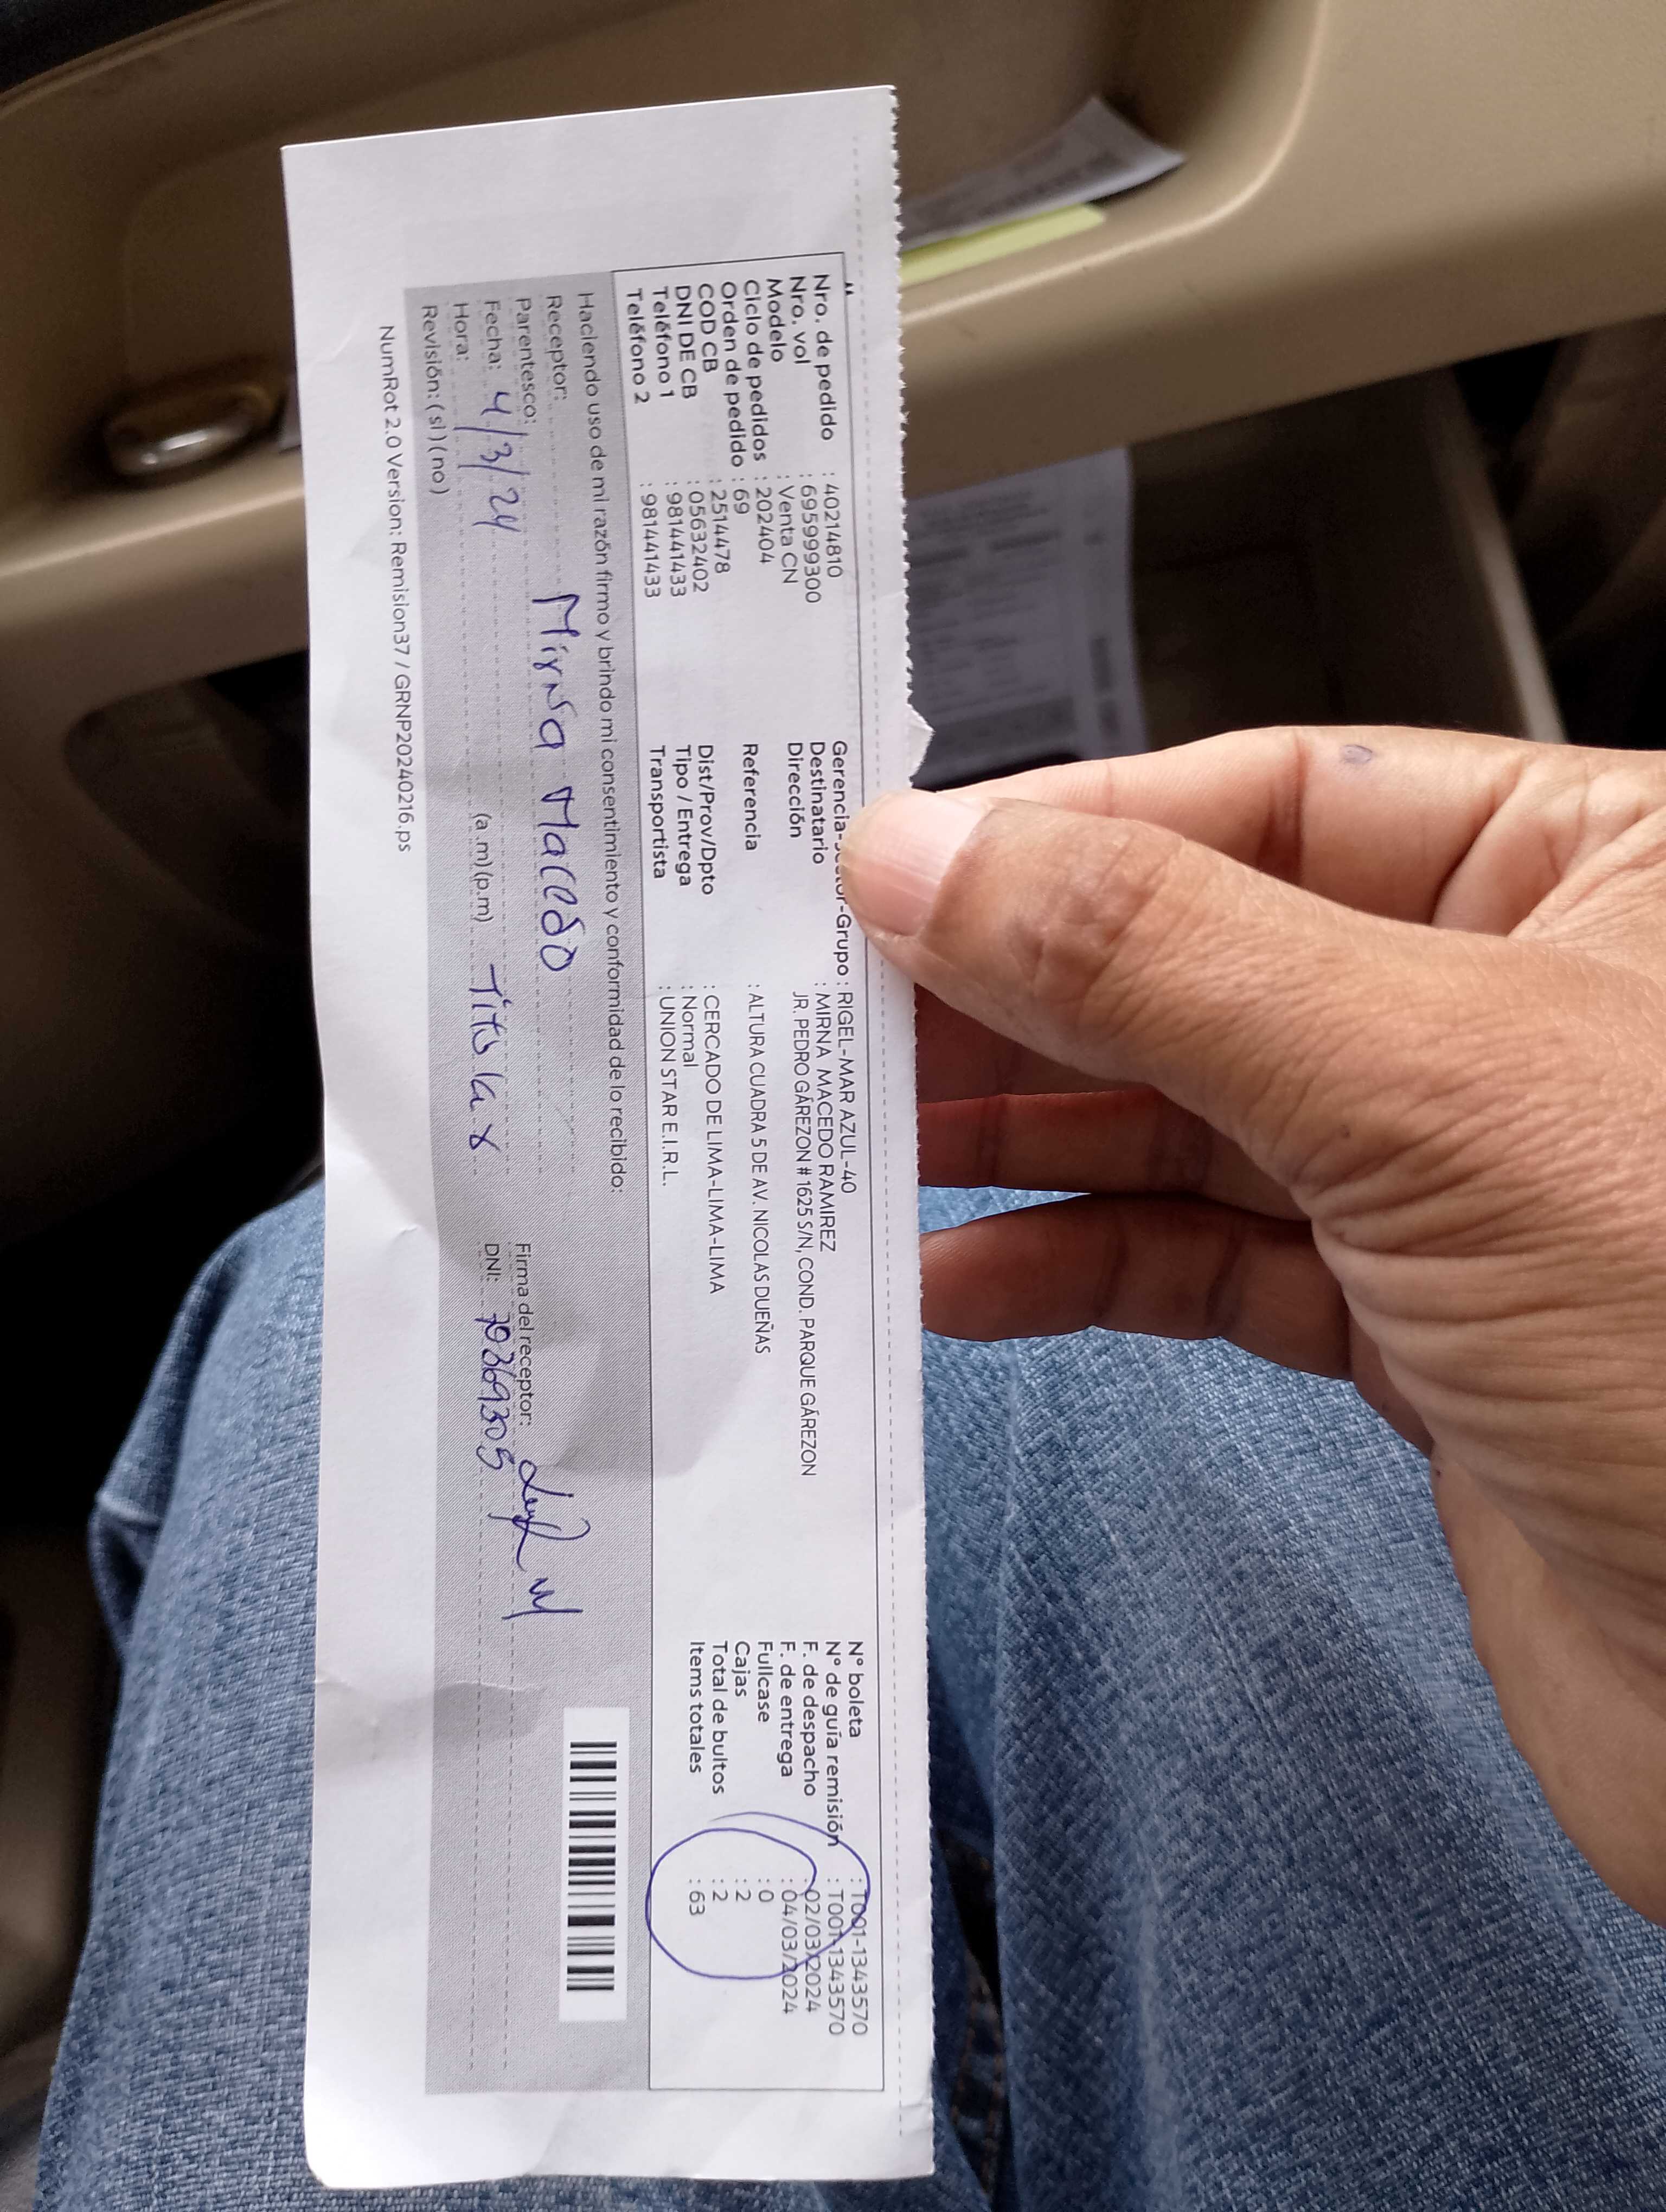 Nro. de pedido : 40214810
Nro. vol : 695999300
Modelo : Venta CN
Ciclo de pedidos : 202404
Orden de pedido : 69
COD CB : 2514478
DNI DE CB : 05632402
Teléfono 1 : 981441433
Teléfono 2 : 981441433
Gerencia-Sector-Grupo : RIGEL-MAR AZUL-40
Destinatario : MIRNA MACEDO RAMIREZ
Dirección JR. PEDRO GÁREZON # 1625 S/N, COND. PARQUE GÁREZON
Referencia : ALTURA CUADRA 5 DE AV. NICOLAS DUEÑAS
Dist/Prov/Dpto : CERCADO DE LIMA-LIMA-LIMA
Tipo / Entrega : Normal
Transportista : UNION STAR E.I.R.L.
N° boleta : T001-1343570
N° de guía remisión : T001-1343570
F. de despacho : 02/03/2024
F. de entrega : 04/03/2024
Fullcase : 0
Cajas : 2
Total de bultos : 2
Items totales : 63
Haciendo uso de mi razón firmo y brindo mi consentimiento y conformidad de lo recibido:
Receptor: Mirna Macedo
Parentesco:
Firma del receptor:
Fecha: 4/3/24
Titular
DNI: 70369305
Hora: (a.m)(p.m)
Revisión: (si) (no)
NumRot 2.0 Version: Remision37 / GRNP20240216.ps